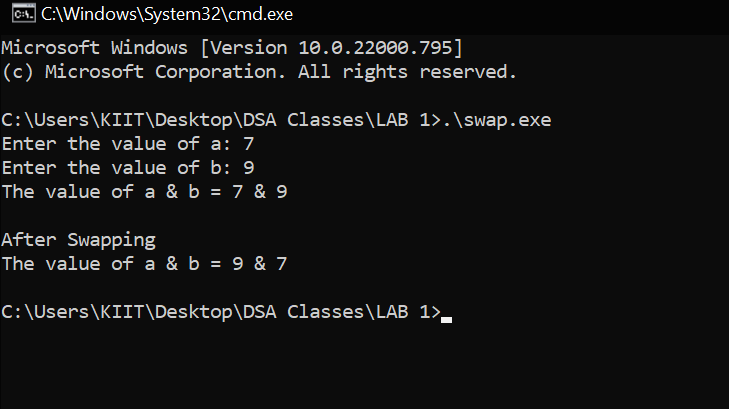 C:\Windows\System32\cmd.exe
Microsoft Windows [Version 10.0.22000.795]
(c) Microsoft Corporation. All rights reserved.
C:\Users\KIIT\Desktop\DSA Classes\LAB 1>.\swap.exe
Enter the value of a: 7
Enter the value of b: 9
The value of a & b = 7 & 9
After Swapping
The value of a & b = 9 & 7
C:\Users\KIIT\Desktop\DSA Classes\LAB 1>